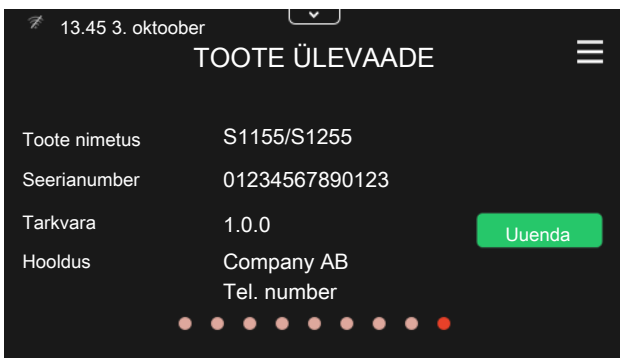 13.45 3. oktoober
TOOTE ÜLEVAADE
Toote nimetus S1155/S1255
Seerianumber 01234567890123
Tarkvara 1.0.0 Uuenda
Hooldus Company AB
Tel. number